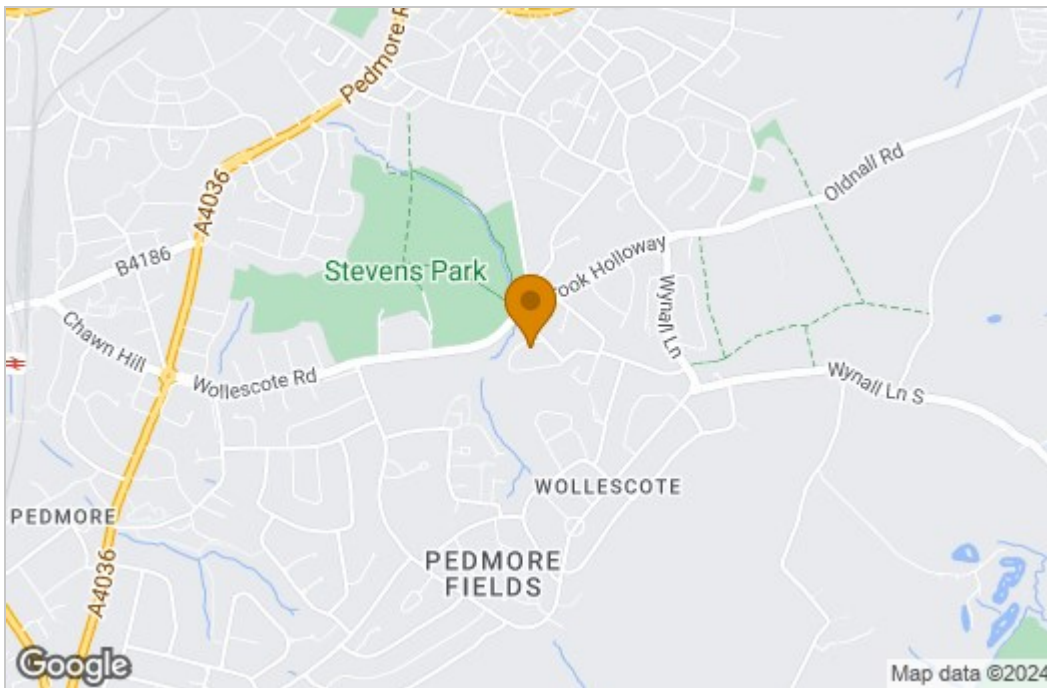 Pedmore R
Oldnall Rd
A4036
B4186
Stevens Park
ook Holloway
Wynall Ln
Chawn Hill
Wollescote Rd
Wynall Ln S
WOLLESCOTE
PEDMORE
PEDMORE
FIELDS
A4036
Google
Map data ©2024